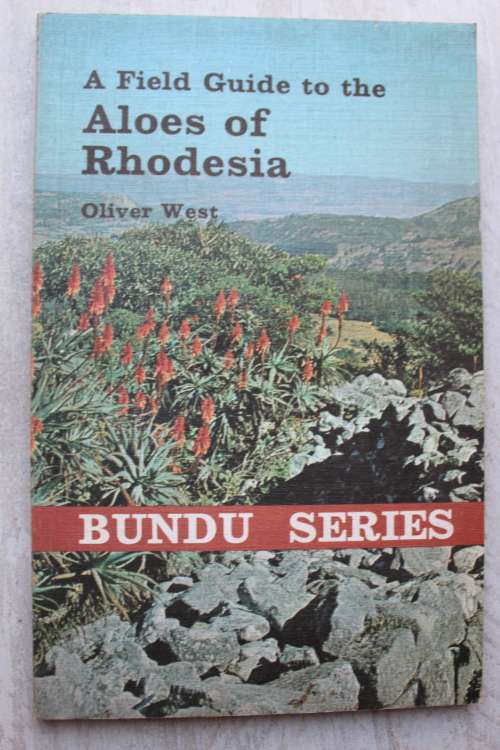 A Field Guide to the
Aloes of
Rhodesia
Oliver West
BUNDU SERIES